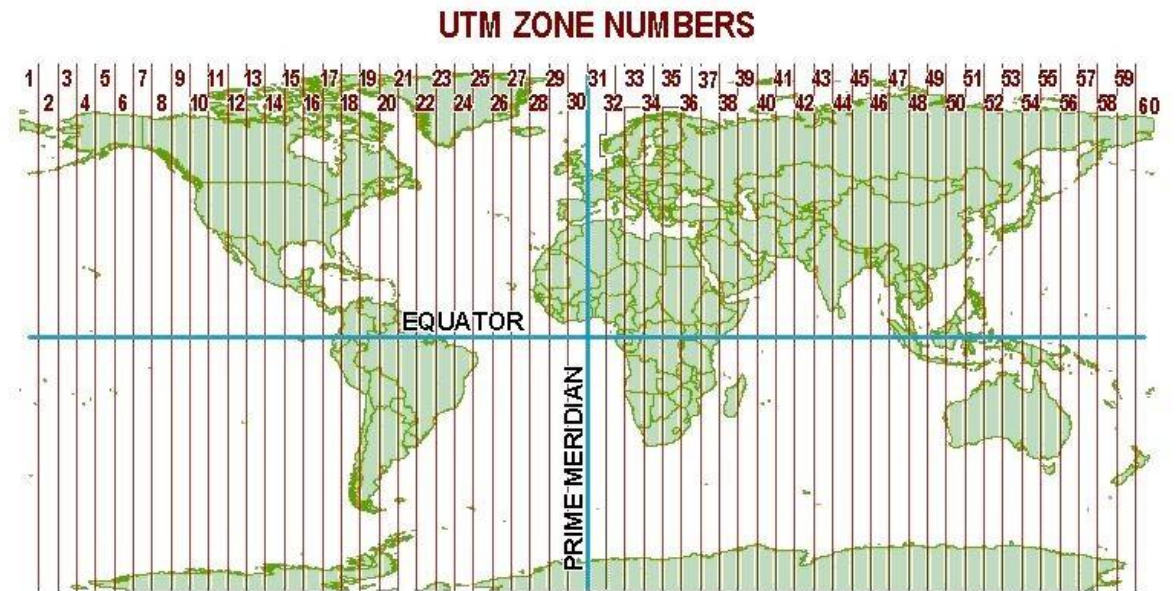 UTM ZONE NUMBERS
1 3 5 7 9 11 13 15 17 19 21 23 25 27 29 31 33 35 37 39 41 43 45 47 49 51 53 55 57 59
2 4 6 8 10 12 14 16 18 20 22 24 26 28 30 32 34 36 38 40 42 44 46 48 50 52 54 56 58 60
EQUATOR
PRIME MERIDIAN